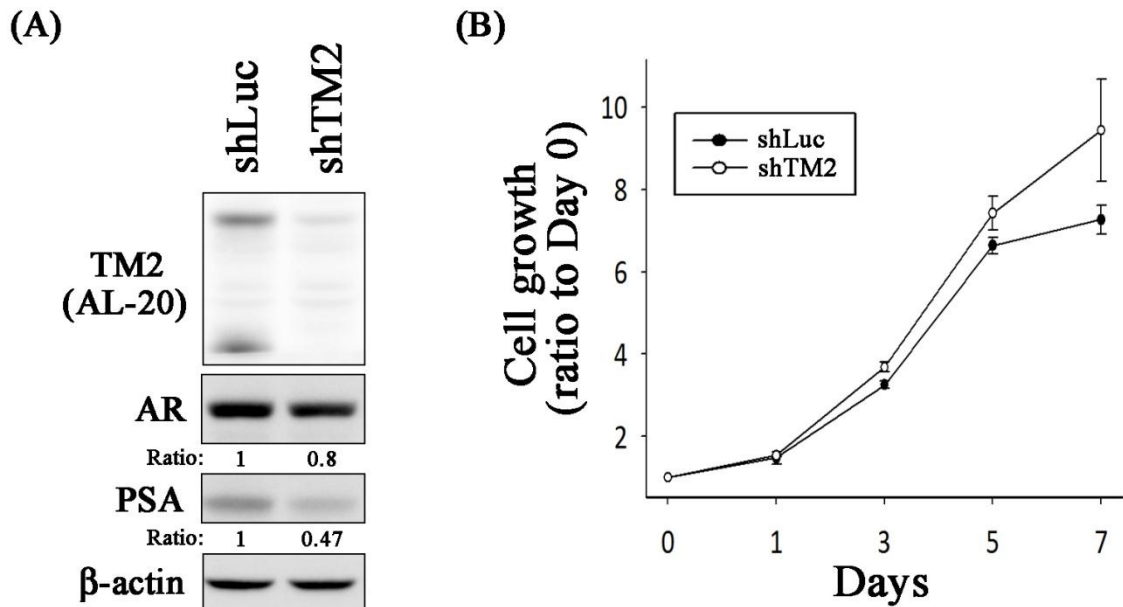 (A)
shLuc shTM2
TM2
(AL-20)
AR
Ratio: 1 0.8
PSA
Ratio: 1 0.47
β-actin
(B)
Cell growth
(ratio to Day 0)
10
8
6
4
2
shLuc
shTM2
0 1 3 5 7
Days